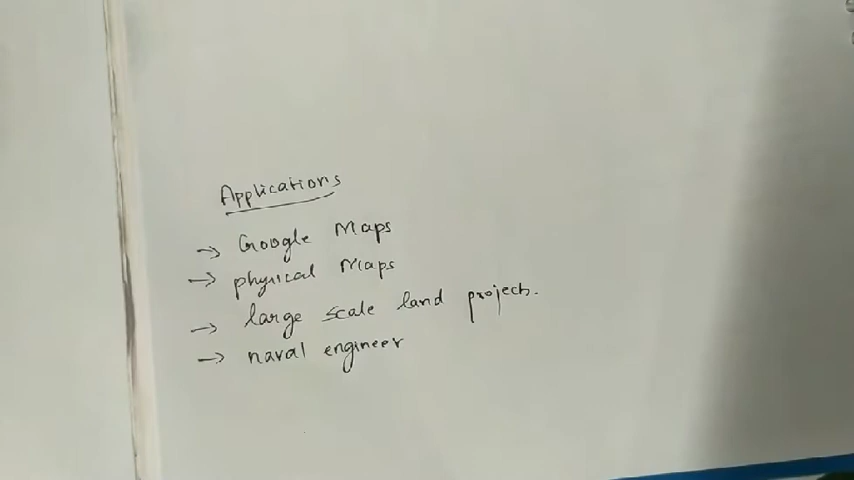 Applications
→ Google Maps
→ physical Maps
→ large scale land projects.
→ naval engineer